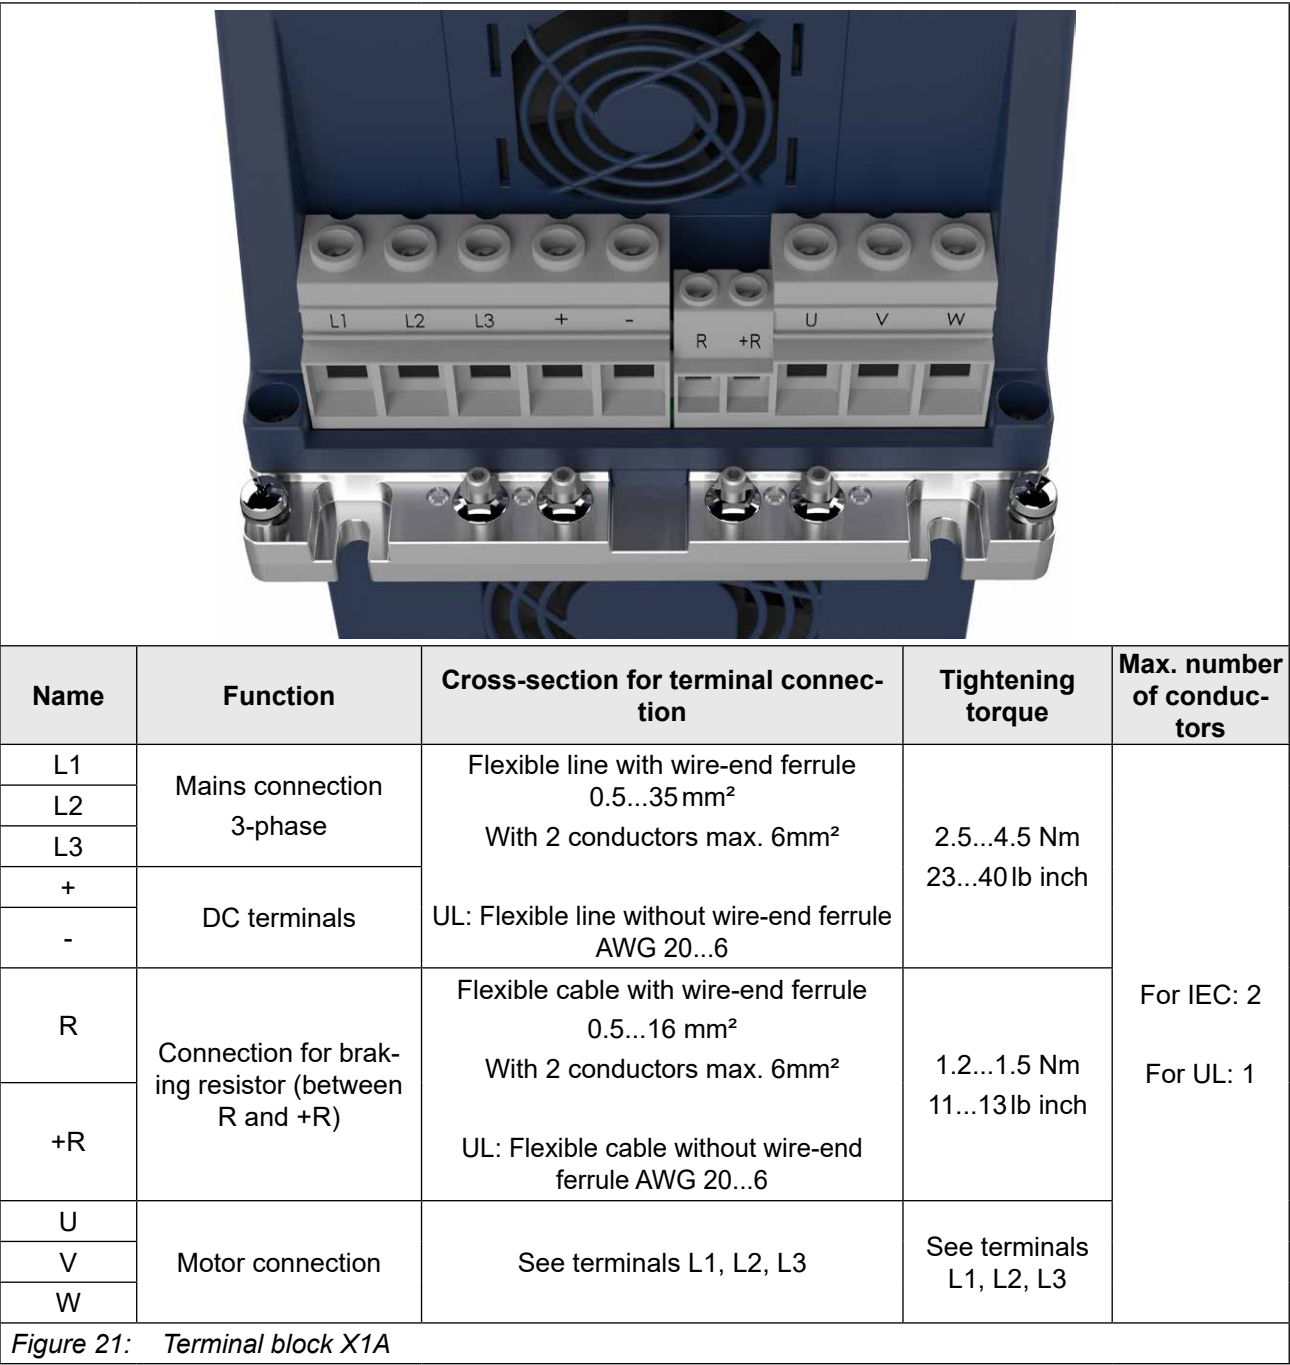 L1 L2 L3 + - R +R U V W
Name
Function
Cross-section for terminal connec-
tion
Tightening
torque
Max. number
of conduc-
tors
L1
L2
L3
Mains connection
3-phase
+
-
DC terminals
Flexible line with wire-end ferrule
0.5...35 mm²
With 2 conductors max. 6mm²
UL: Flexible line without wire-end ferrule
AWG 20...6
2.5...4.5 Nm
23...40 lb inch
R
+R
Connection for brak-
ing resistor (between
R and +R)
Flexible cable with wire-end ferrule
0.5...16 mm²
With 2 conductors max. 6mm²
UL: Flexible cable without wire-end
ferrule AWG 20...6
1.2...1.5 Nm
11...13 lb inch
For IEC: 2
For UL: 1
U
V
W
Motor connection
See terminals L1, L2, L3
See terminals
L1, L2, L3
Figure 21: Terminal block X1A